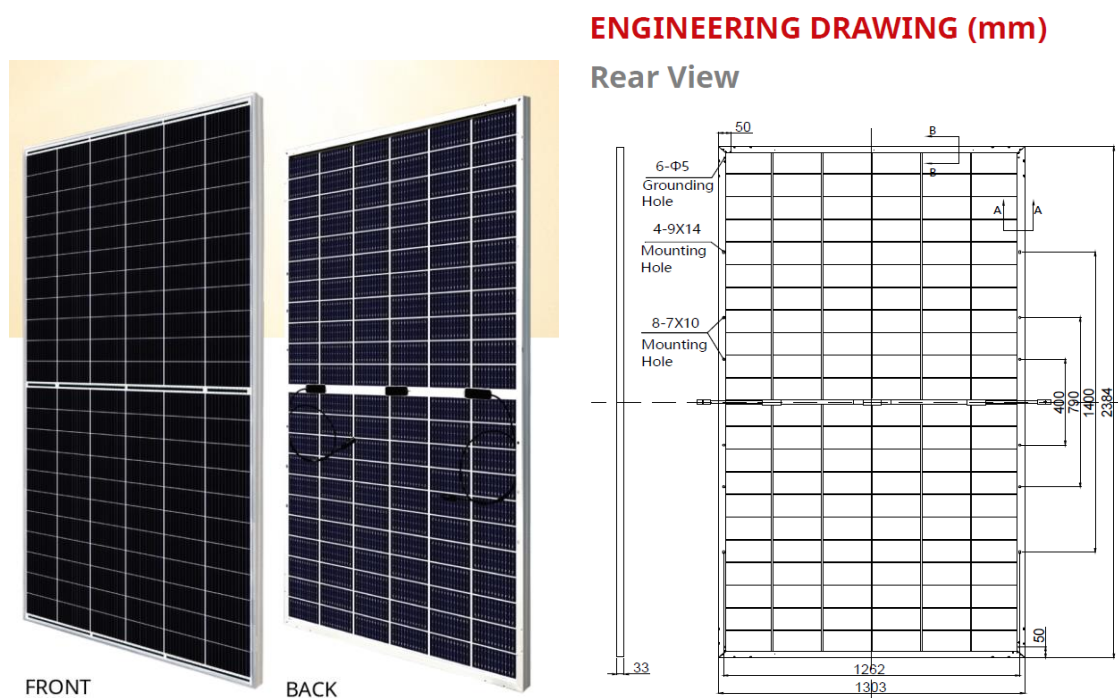 ENGINEERING DRAWING (mm)
Rear View
50
B
6-Φ5
Grounding
Hole
B
A
A
4-9X14
Mounting
Hole
8-7X10
Mounting
Hole
400
790
1400
2384
50
33
1262
1303
FRONT
BACK